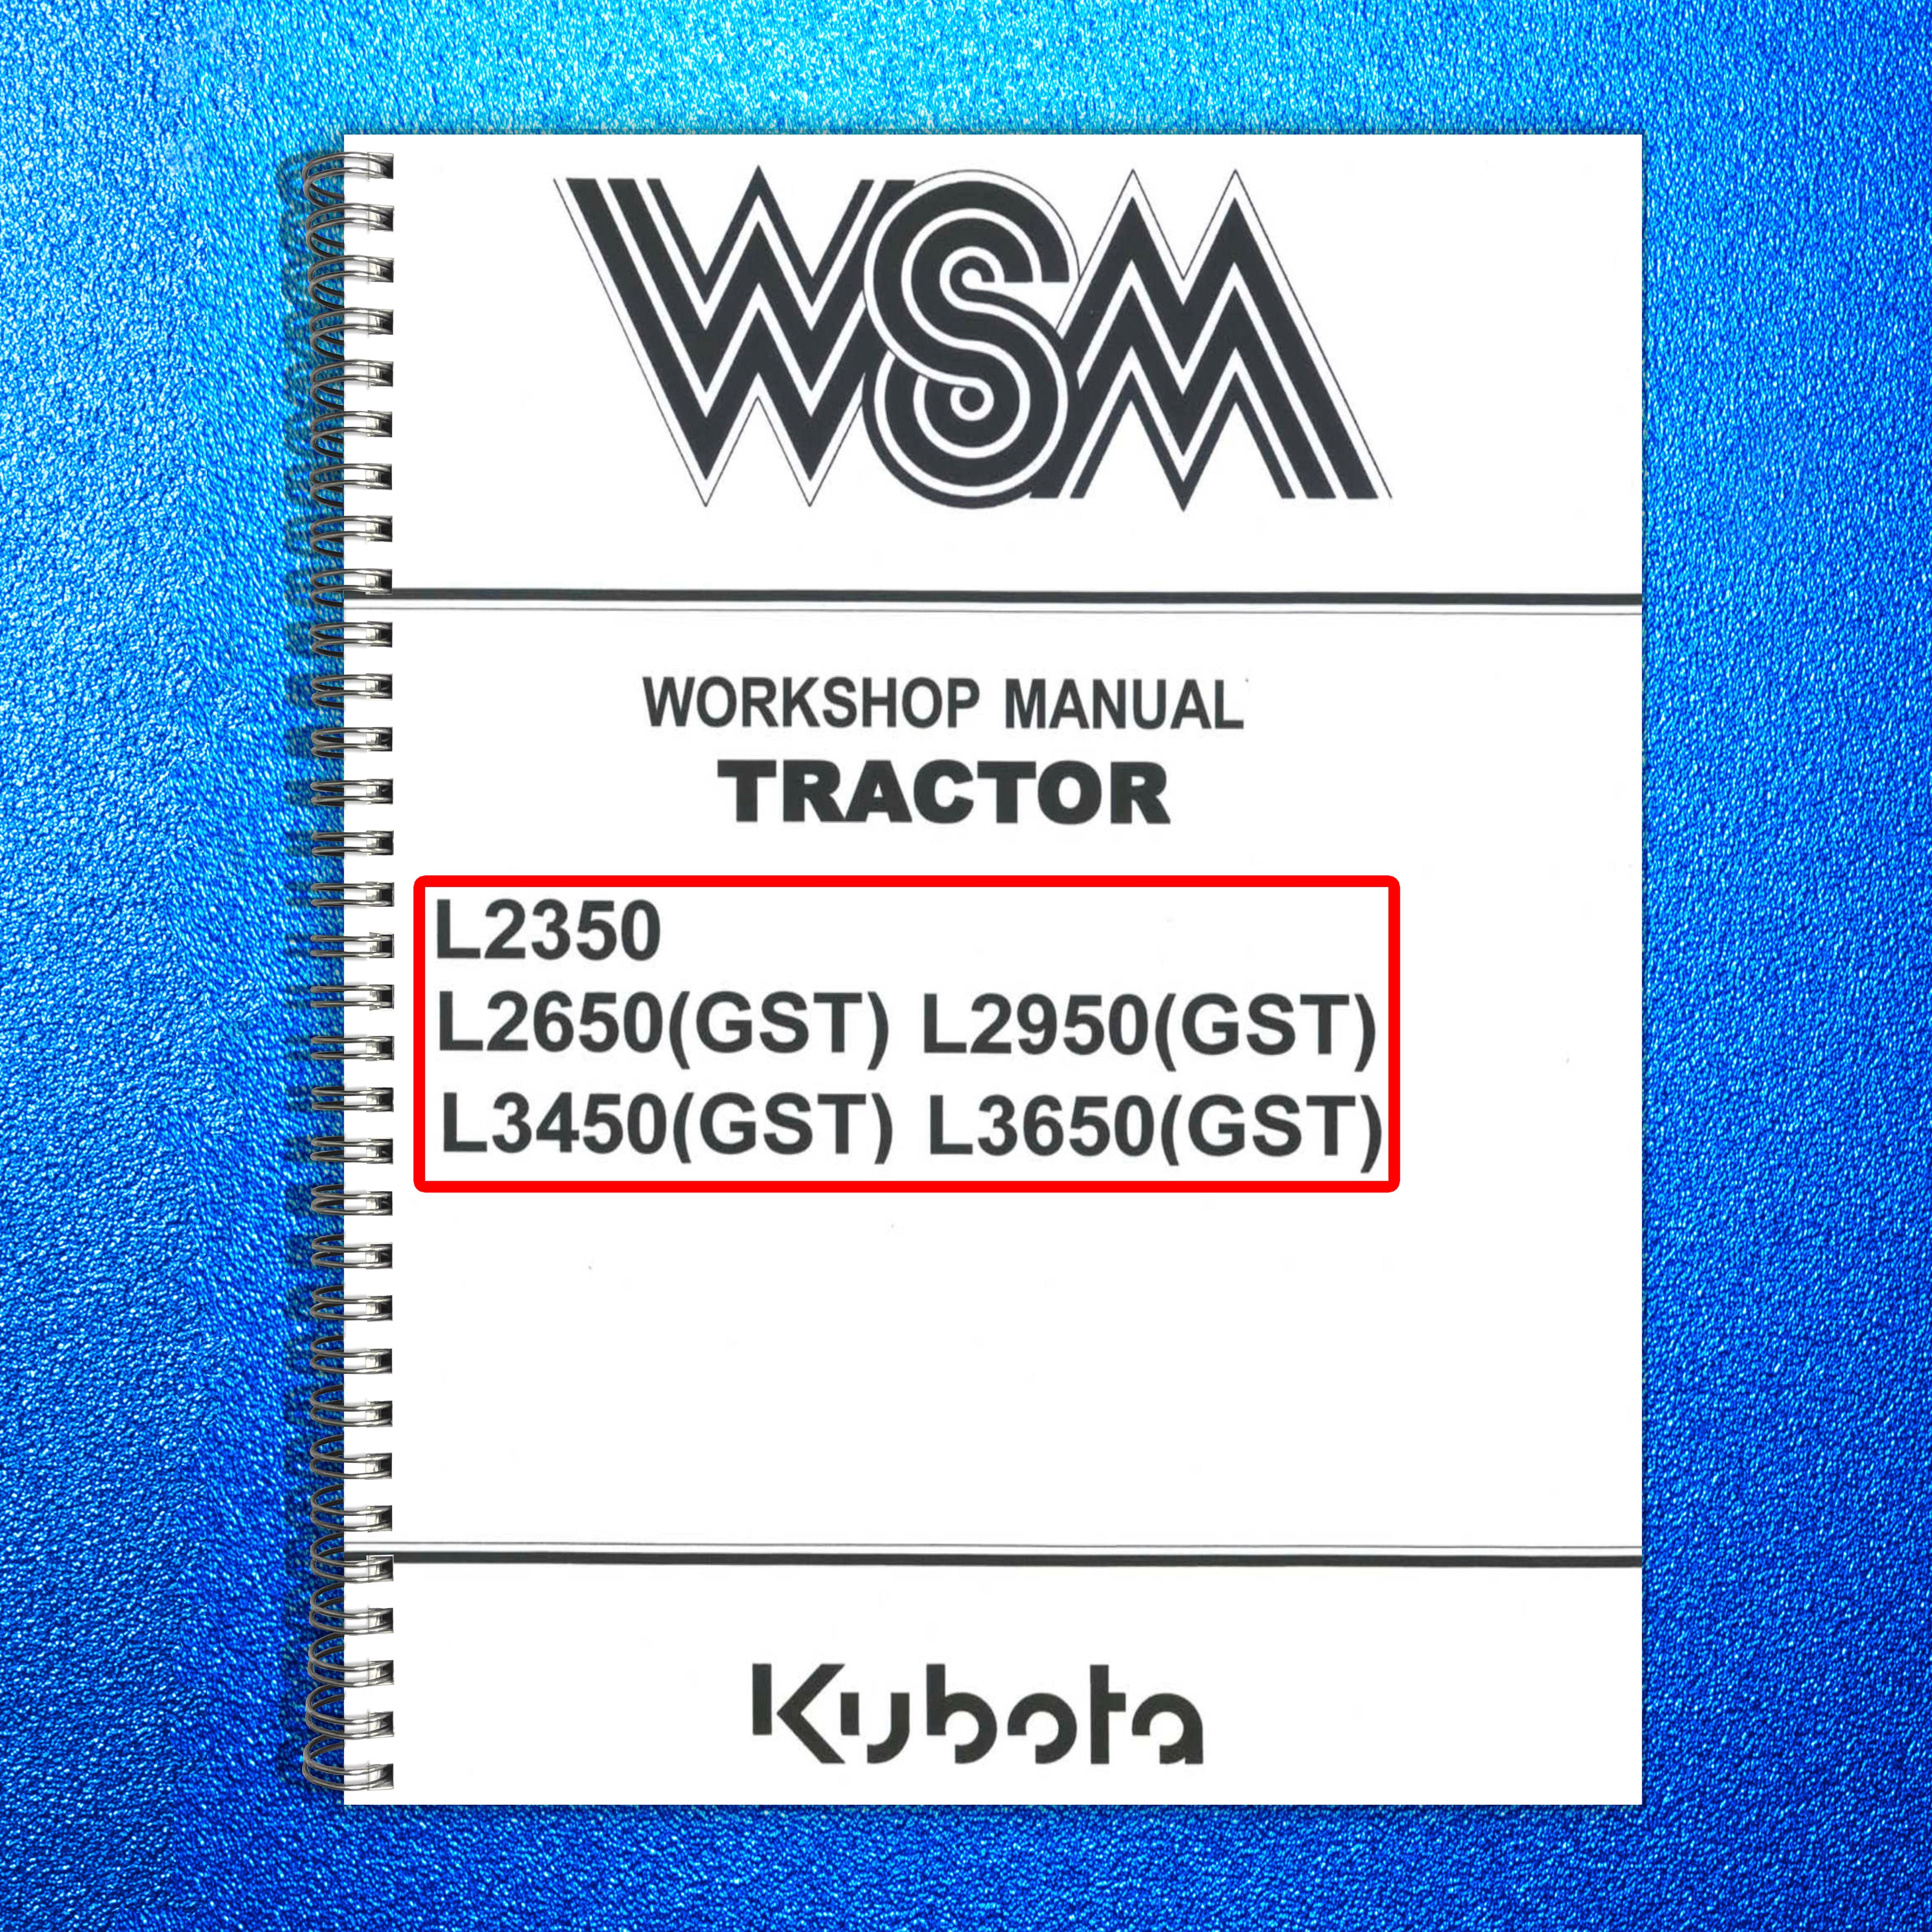 WSM
WORKSHOP MANUAL
TRACTOR
L2350
L2650(GST) L2950(GST)
L3450(GST) L3650(GST)
Kubota